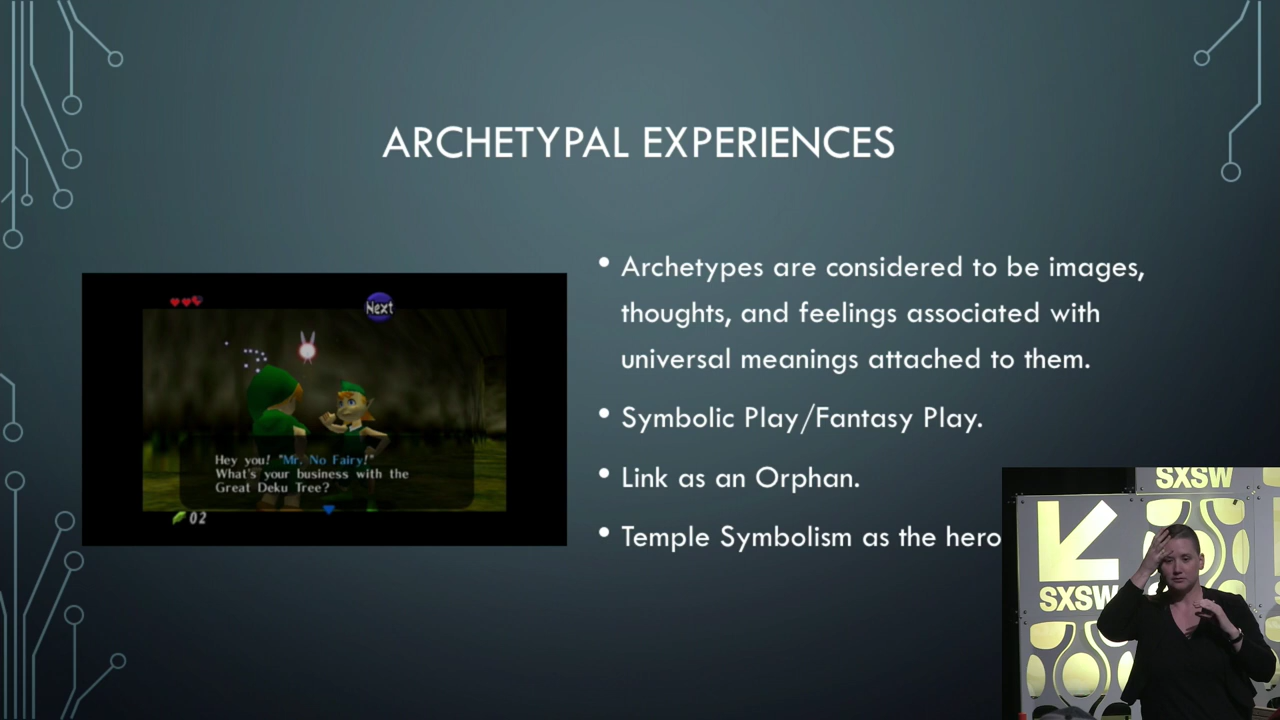 ARCHETYPAL EXPERIENCES
• Archetypes are considered to be images,
thoughts, and feelings associated with
universal meanings attached to them.
• Symbolic Play/Fantasy Play.
• Link as an Orphan.
• Temple Symbolism as the hero
Next
Hey you! "Mr. No Fairy!"
What's your business with the
Great Deku Tree?
02
SXSW
SXSW